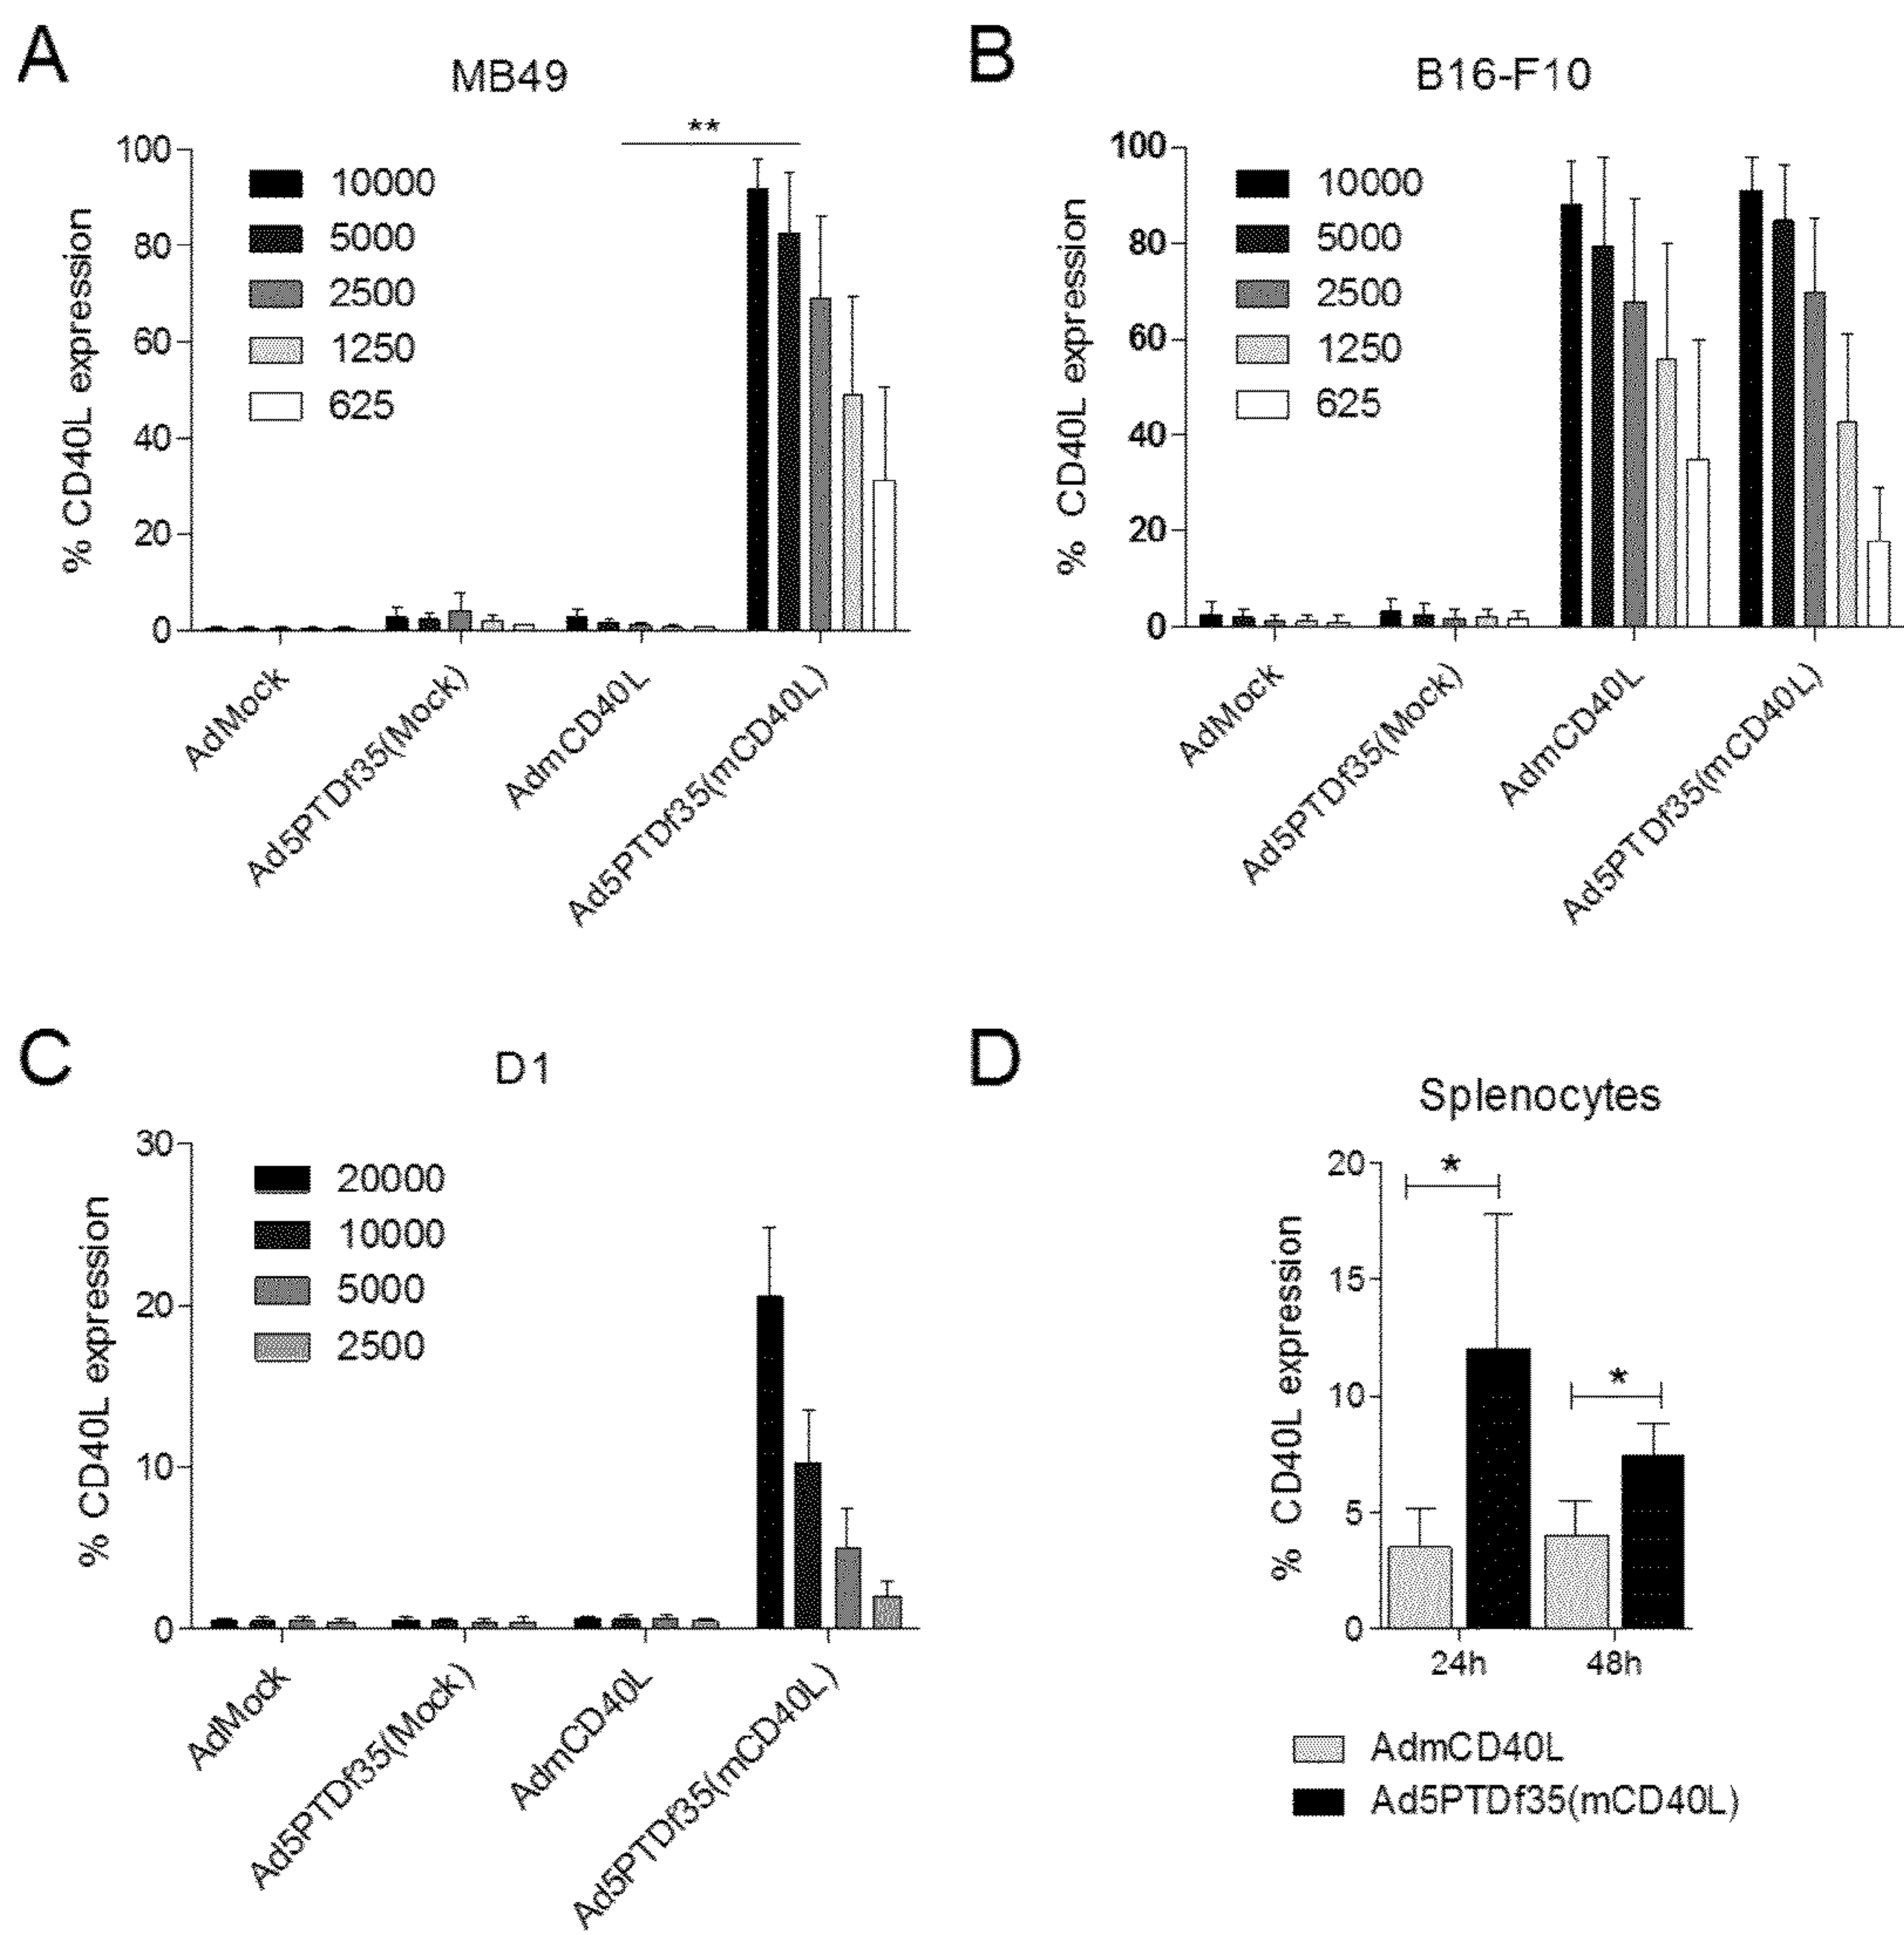 A
MB49
**
% CD40L expression
100
80
60
40
20
0
10000
5000
2500
1250
625
AdMock
Ad5PTDf35(Mock)
AdmCD40L
Ad5PTDf35(mCD40L)
B
B16-F10
% CD40L expression
100
80
60
40
20
0
10000
5000
2500
1250
625
AdMock
Ad5PTDf35(Mock)
AdmCD40L
Ad5PTDf35(mCD40L)
C
D1
% CD40L expression
30
20
10
0
20000
10000
5000
2500
AdMock
Ad5PTDf35(Mock)
AdmCD40L
Ad5PTDf35(mCD40L)
D
Splenocytes
% CD40L expression
20
15
10
5
0
*
*
24h
48h
AdmCD40L
Ad5PTDf35(mCD40L)